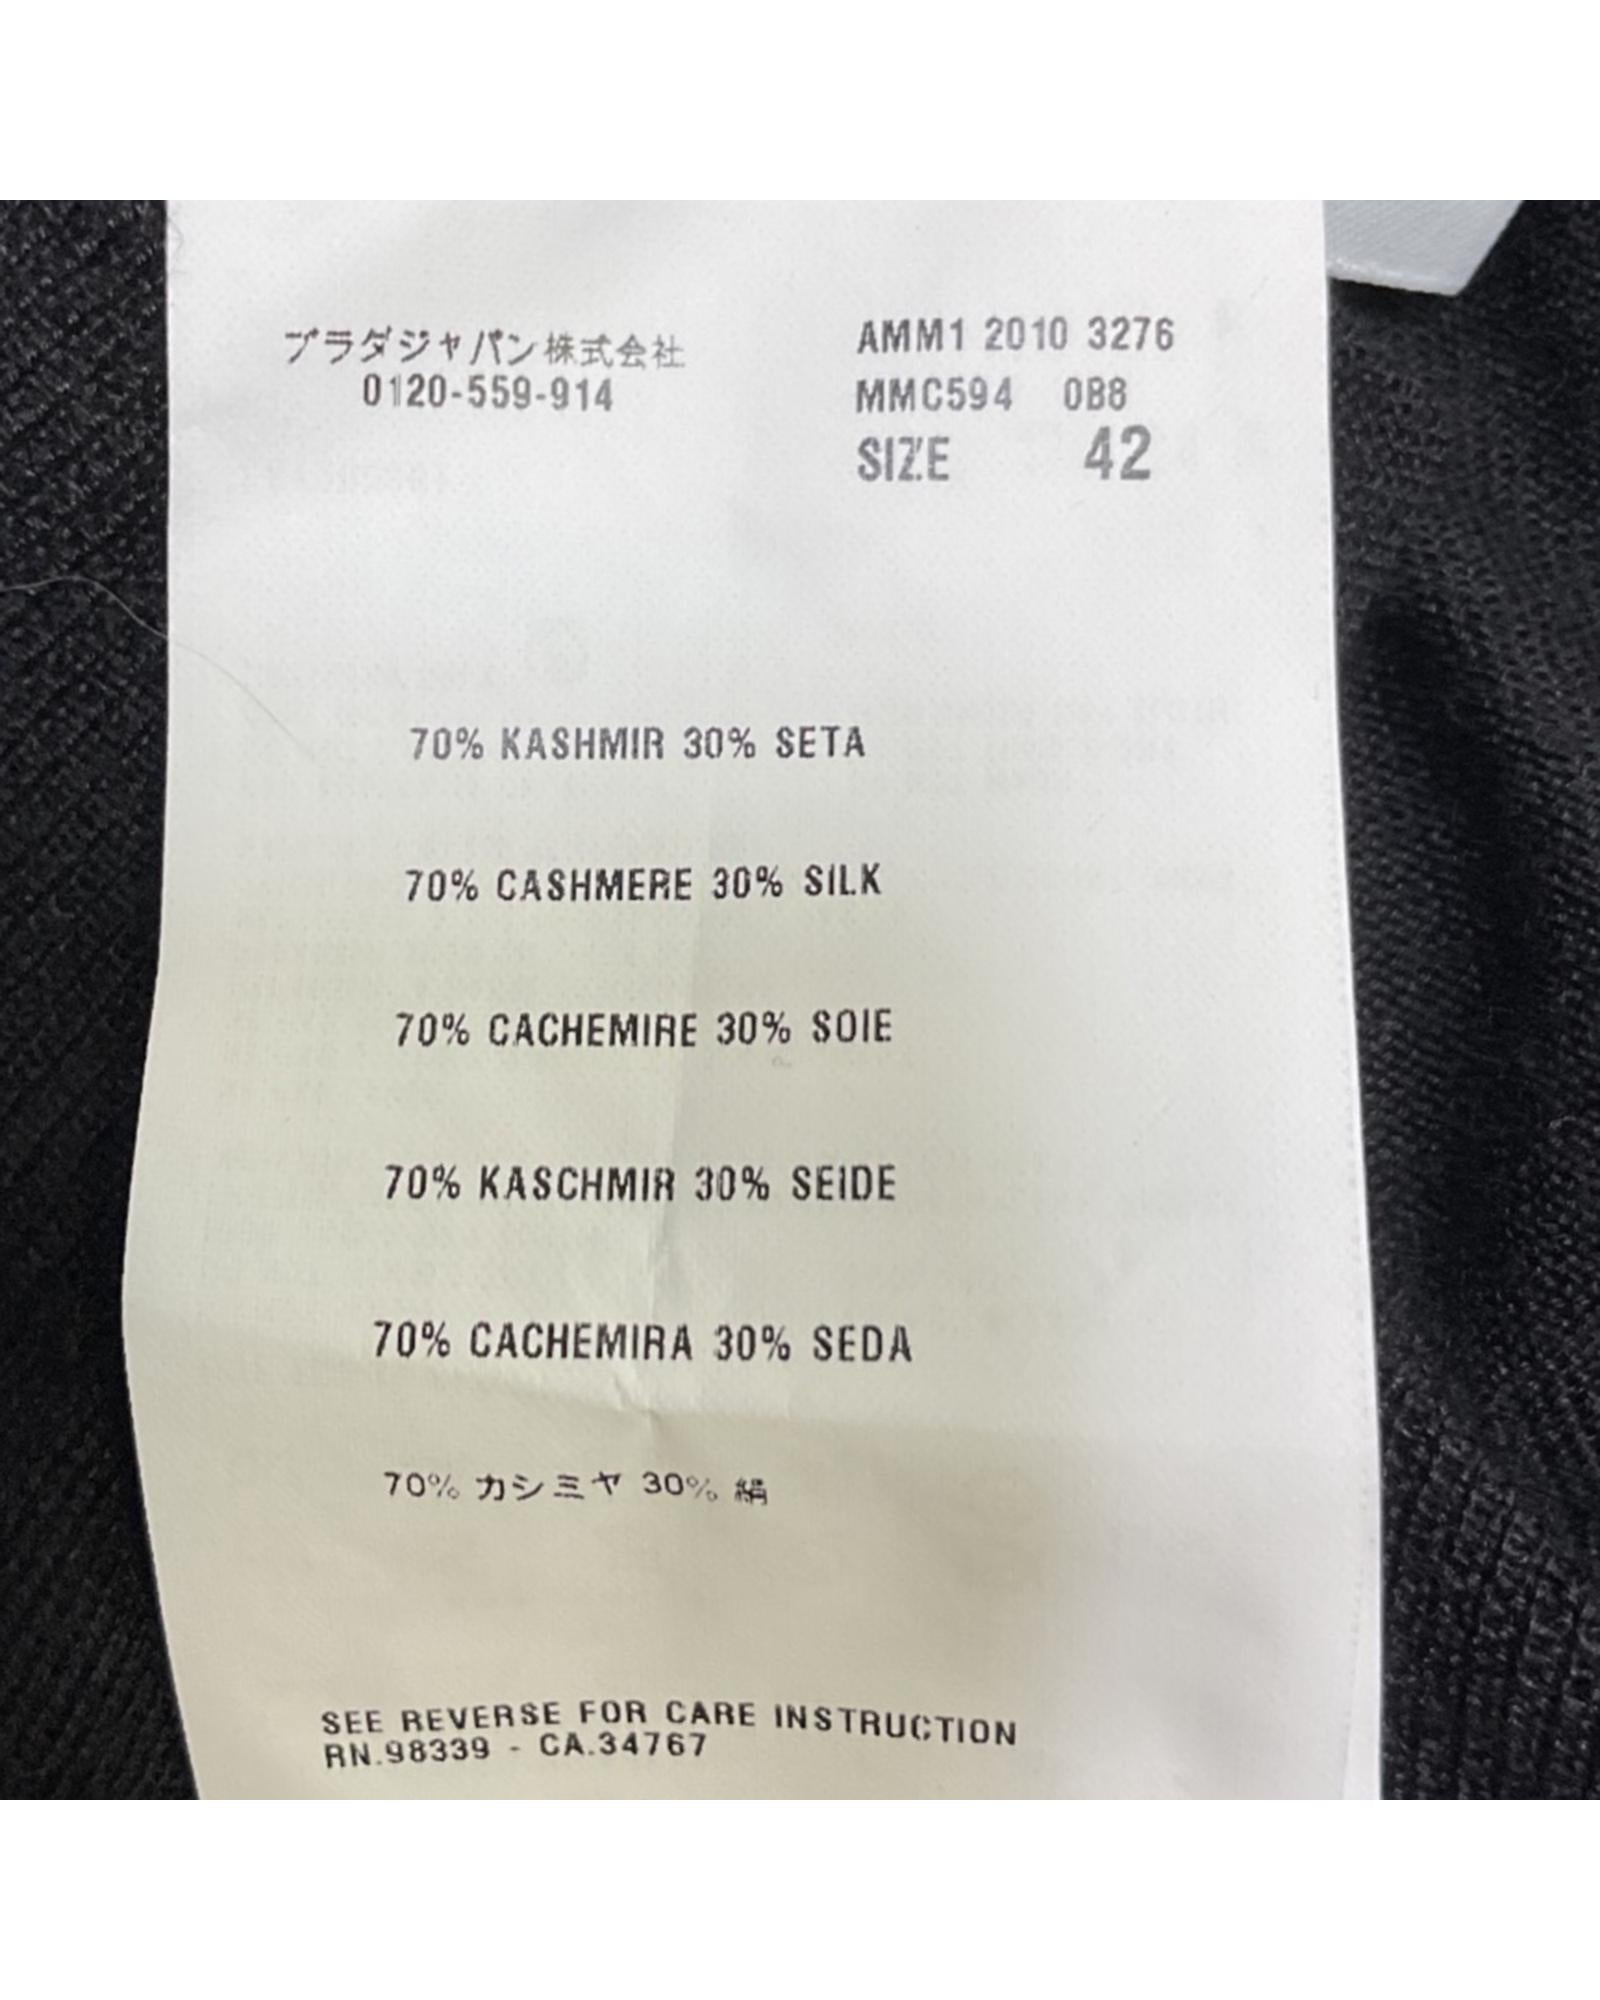 プラダジャパン株式会社
0120-559-914
AMM1 2010 3276
MMC594 0B8
SIZE 42
70% KASHMIR 30% SETA
70% CASHMERE 30% SILK
70% CACHEMIRE 30% SOIE
70% KASCHMIR 30% SEIDE
70% CACHEMIRA 30% SEDA
70% カシミヤ 30% 絹
SEE REVERSE FOR CARE INSTRUCTION
RN.98339 - CA.34767